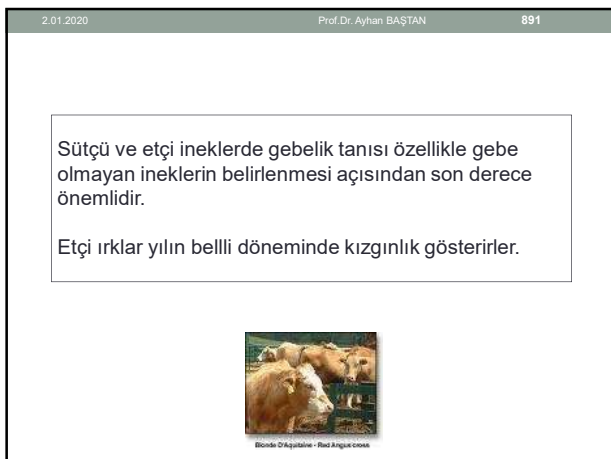 2.01.2020 Prof.Dr. Ayhan BAŞTAN 891
Sütçü ve etçi ineklerde gebelik tanısı özellikle gebe
olmayan ineklerin belirlenmesi açısından son derece
önemlidir.
Etçi ırklar yılın bellli döneminde kızgınlık gösterirler.
Blonde D'Aquitaine - Red Angus cross